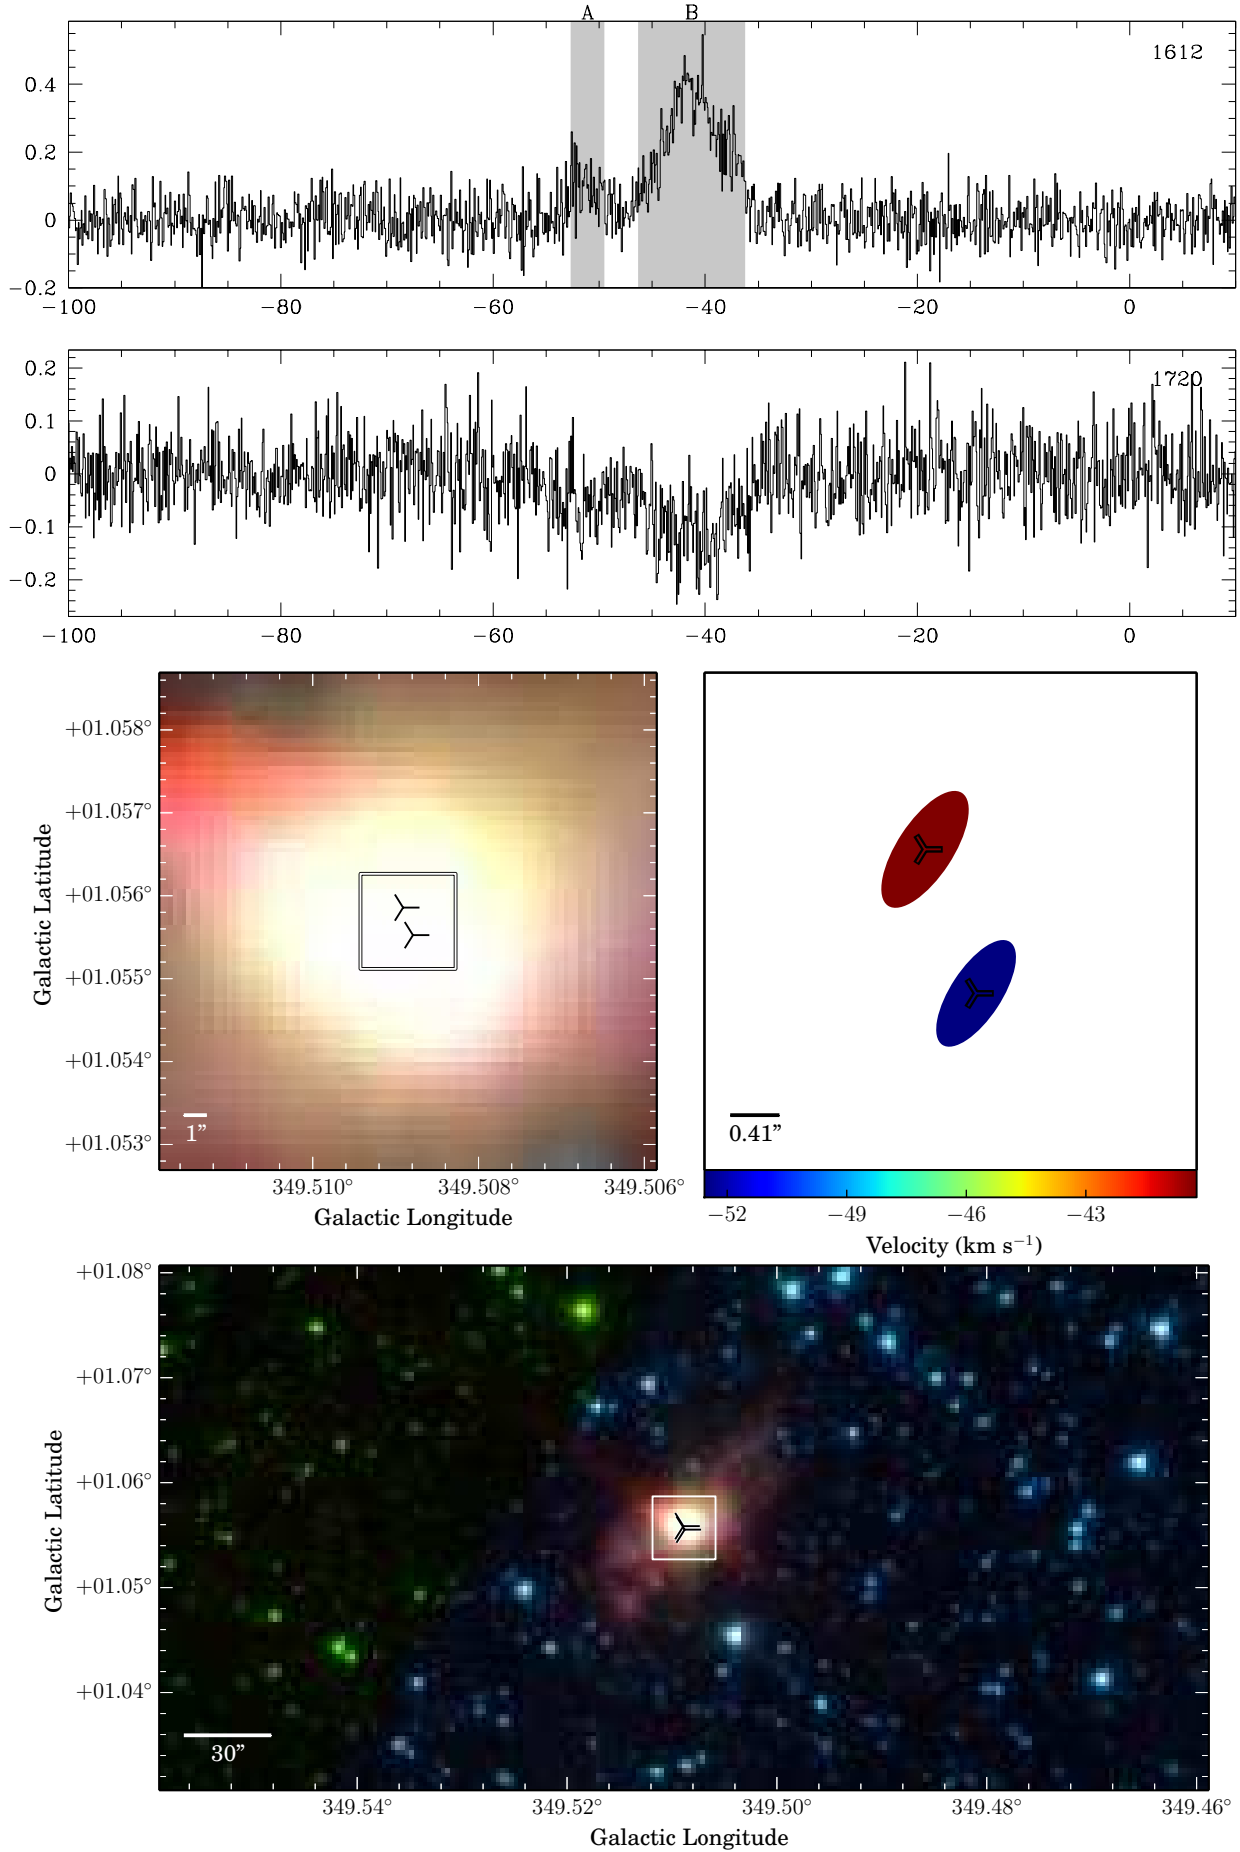 A B
1612
0.4
0.2
0
−0.2
−100 −80 −60 −40 −20 0
1720
0.2
0.1
0
−0.1
−0.2
−100 −80 −60 −40 −20 0
Galactic Latitude
+01.058°
+01.057°
+01.056°
+01.055°
+01.054°
+01.053°
1”
349.510° 349.508° 349.506°
Galactic Longitude
0.41”
−52 −49 −46 −43
Velocity (km s⁻¹)
Galactic Latitude
+01.08°
+01.07°
+01.06°
+01.05°
+01.04°
30”
349.54° 349.52° 349.50° 349.48° 349.46°
Galactic Longitude